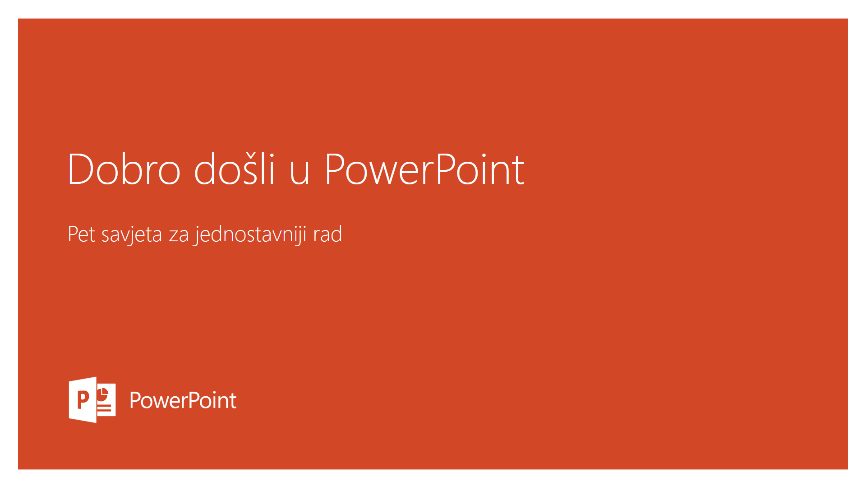 Dobro došli u PowerPoint
Pet savjeta za jednostavniji rad
P
PowerPoint